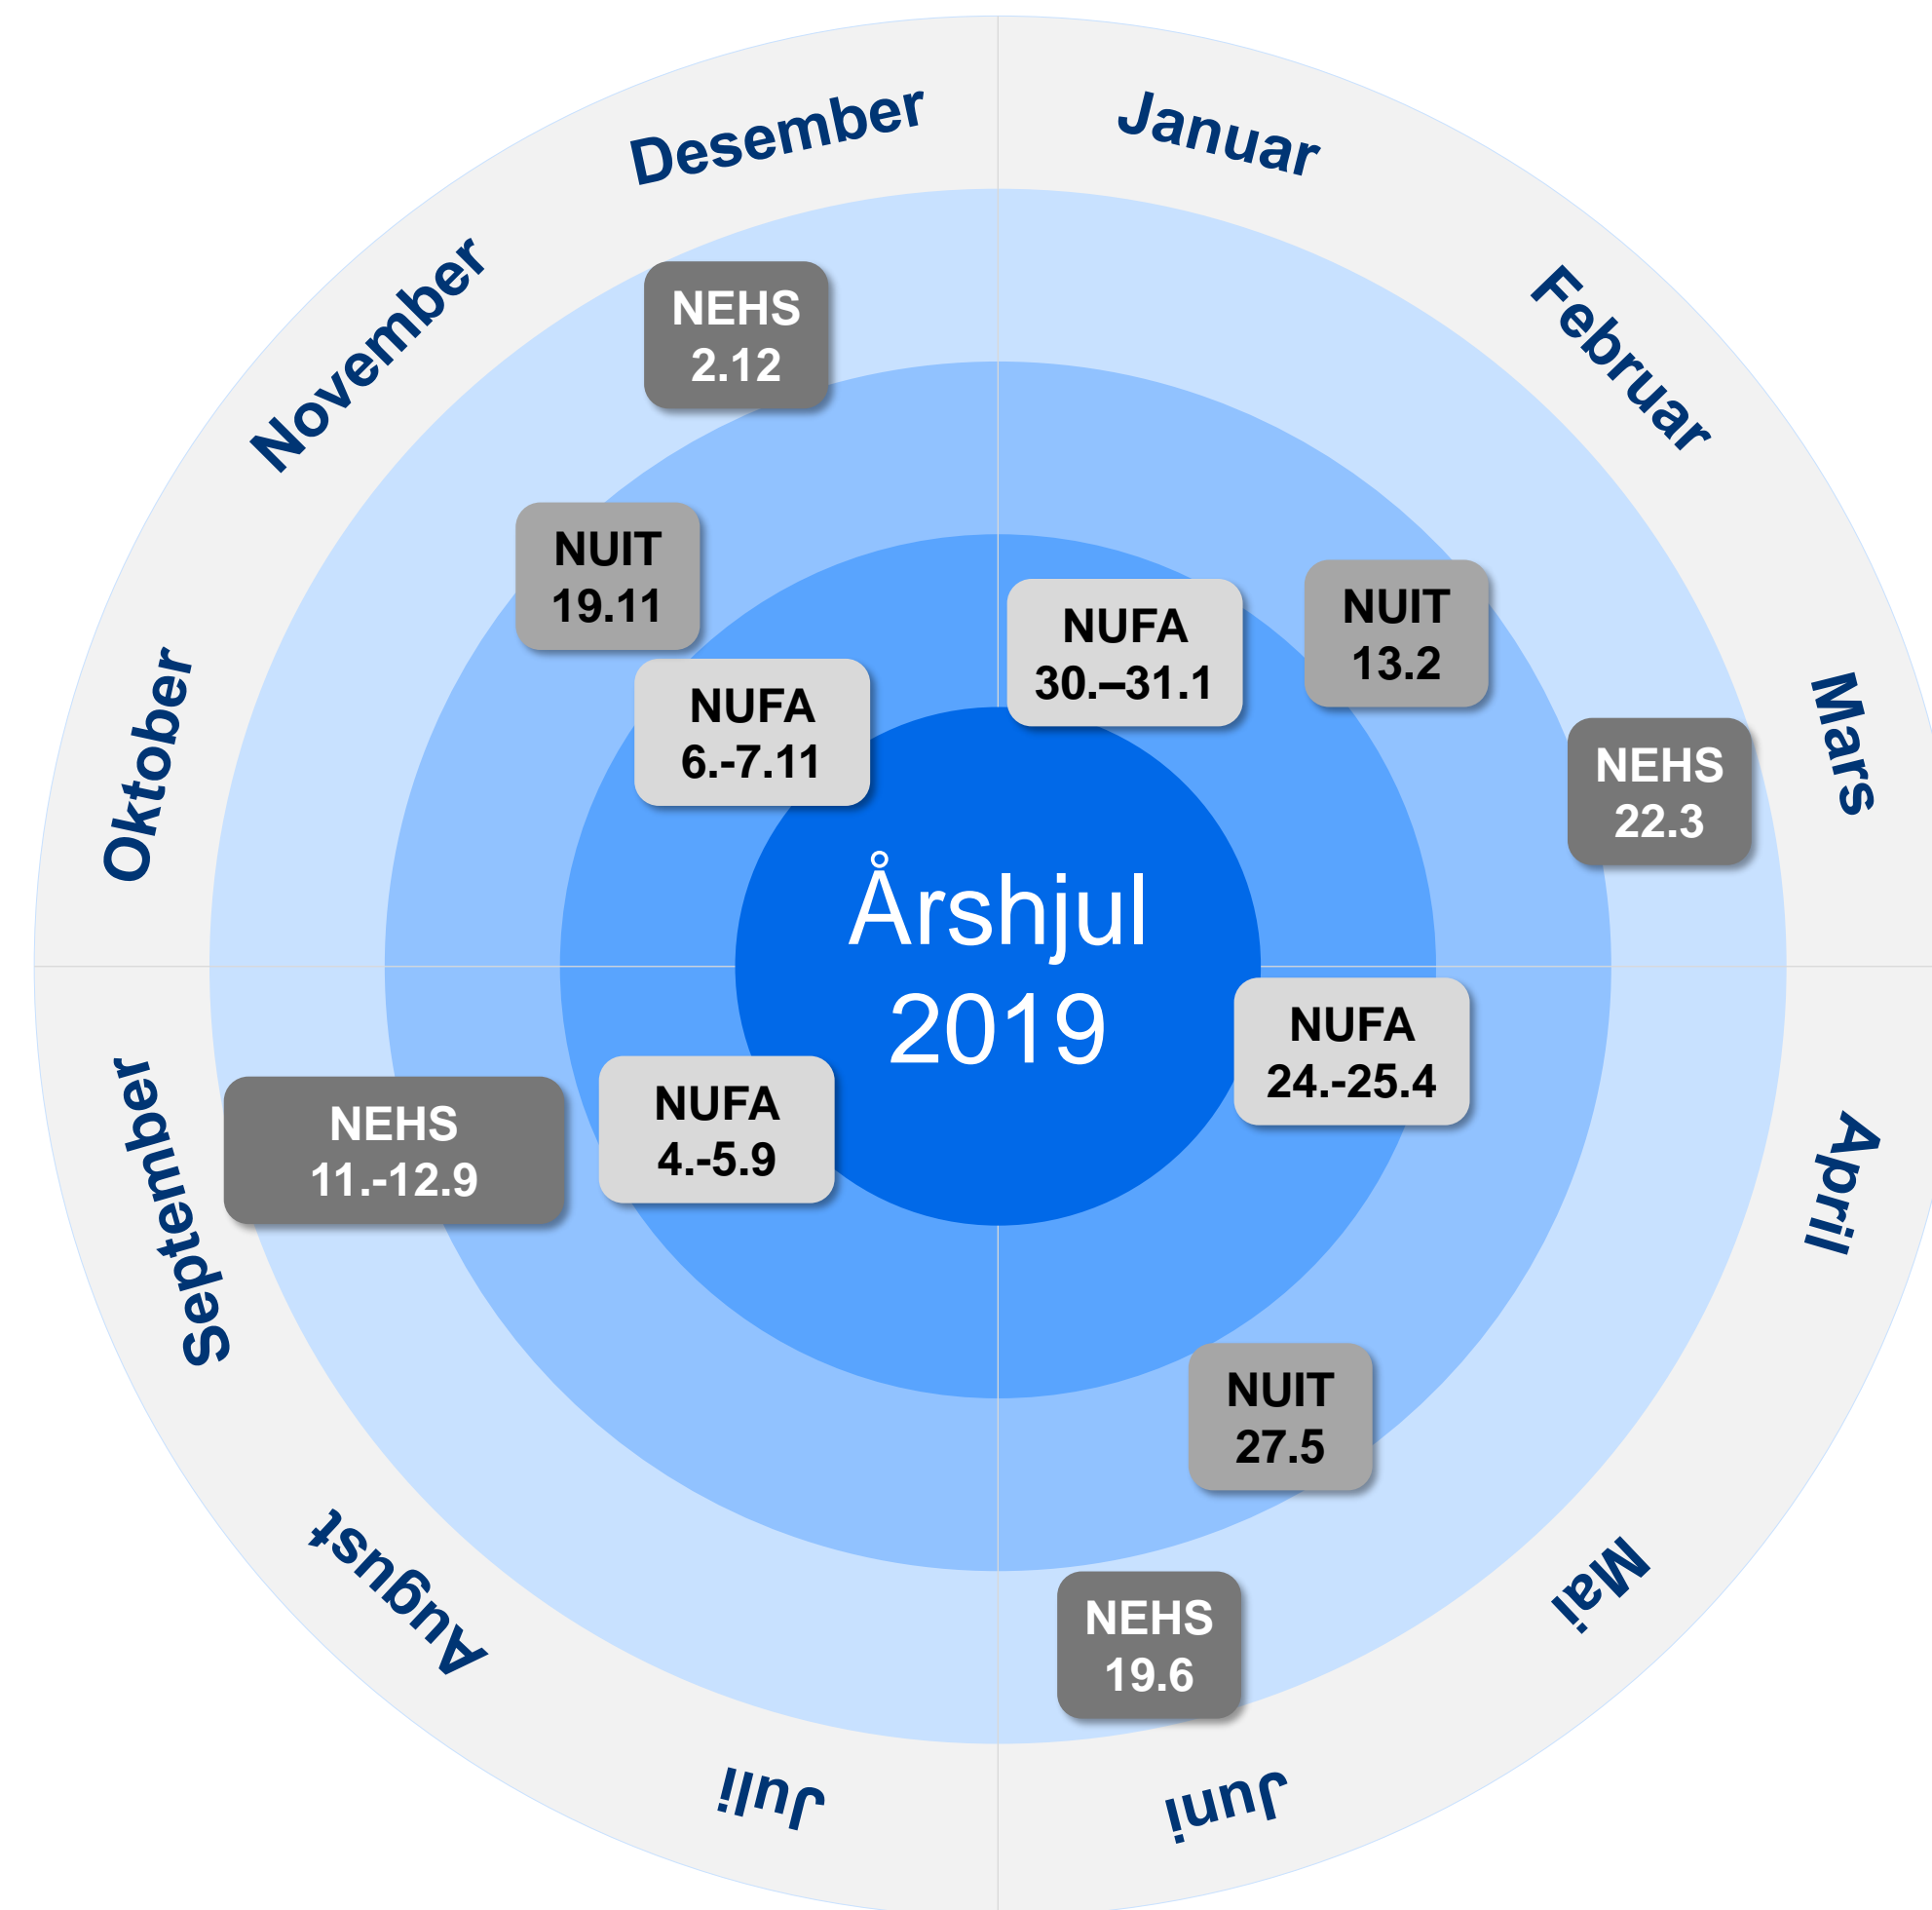 Årshjul
2019
Januar
Februar
Mars
April
Mai
Juni
Juli
August
September
Oktober
November
Desember
NUFA
30.–31.1
NUIT
13.2
NEHS
22.3
NUFA
24.-25.4
NUIT
27.5
NEHS
19.6
NUFA
4.-5.9
NEHS
11.-12.9
NUFA
6.-7.11
NUIT
19.11
NEHS
2.12